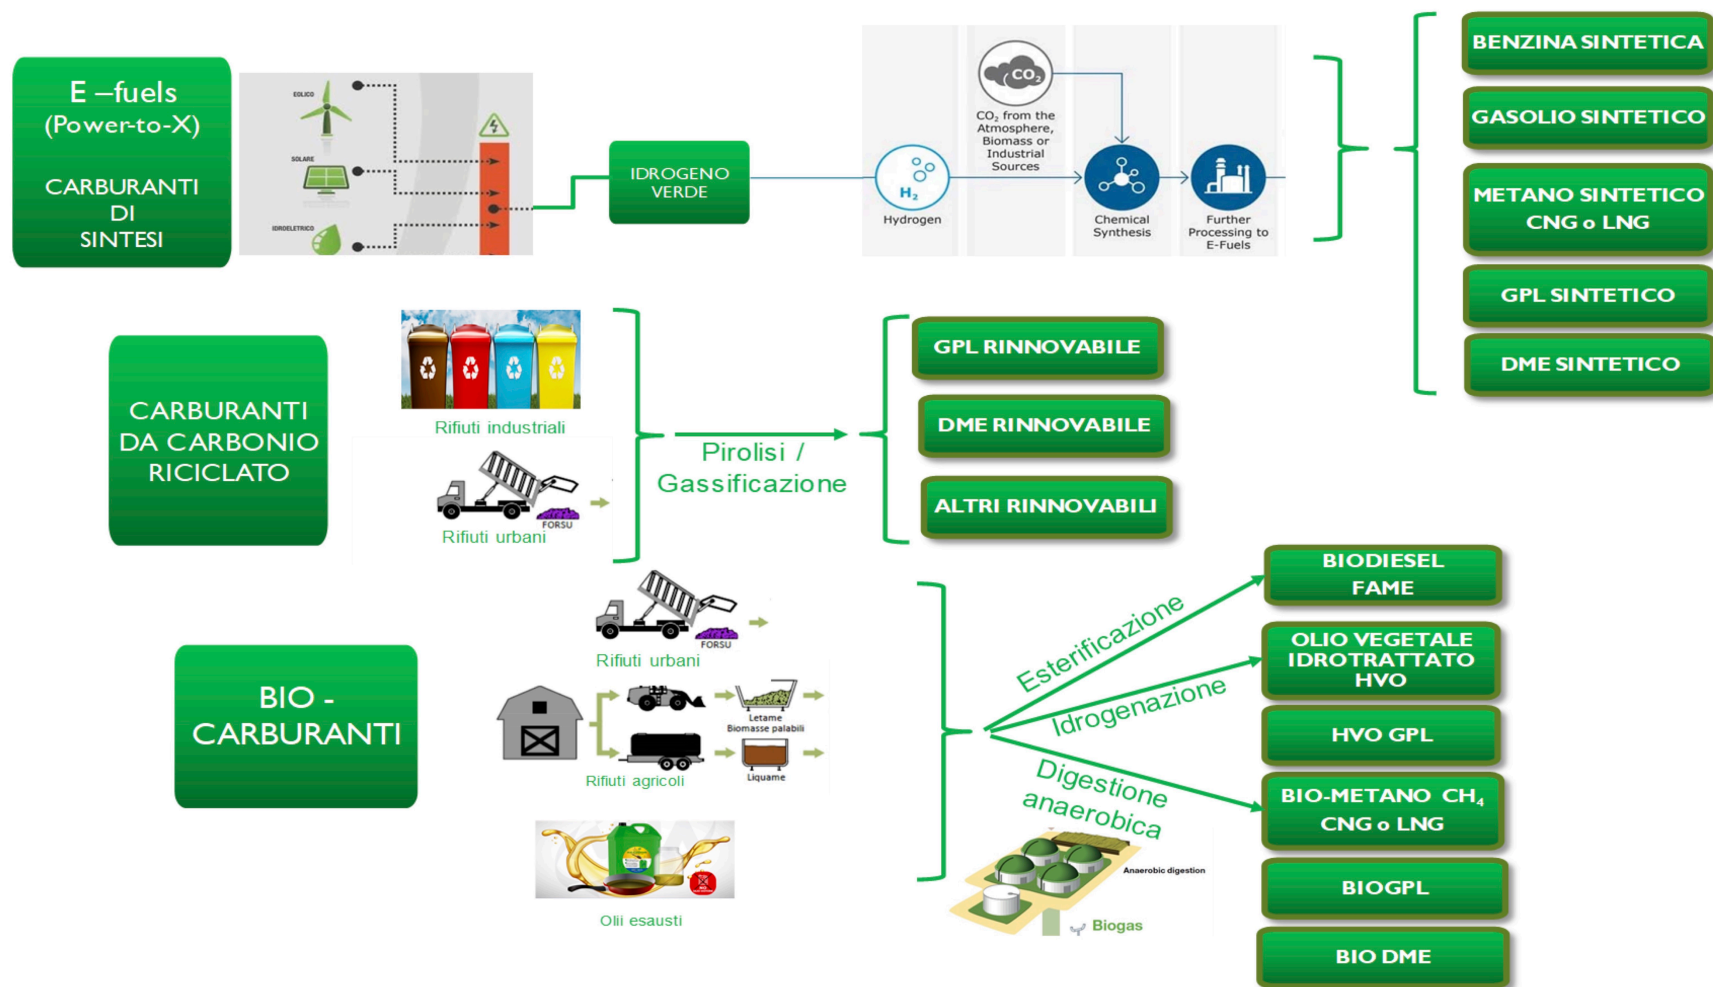 E –fuels
(Power-to-X)
CARBURANTI
DI
SINTESI
EOLICO
SOLARE
IDROELETRICO
IDROGENO
VERDE
H₂
Hydrogen
CO₂
CO₂ from the
Atmosphere,
Biomass or
Industrial
Sources
Chemical
Synthesis
Further
Processing to
E-Fuels
BENZINA SINTETICA
GASOLIO SINTETICO
METANO SINTETICO
CNG o LNG
GPL SINTETICO
DME SINTETICO
CARBURANTI
DA CARBONIO
RICICLATO
Rifiuti industriali
FORSU
Rifiuti urbani
Pirolisi /
Gassificazione
GPL RINNOVABILE
DME RINNOVABILE
ALTRI RINNOVABILI
BIO -
CARBURANTI
FORSU
Rifiuti urbani
Letame
Biomasse palabili
Rifiuti agricoli
Liquame
Olii esausti
Esterificazione
Idrogenazione
Digestione
anaerobica
Anaerobic digestion
Biogas
BIODIESEL
FAME
OLIO VEGETALE
IDROTRATTATO
HVO
HVO GPL
BIO-METANO CH₄
CNG o LNG
BIOGPL
BIO DME